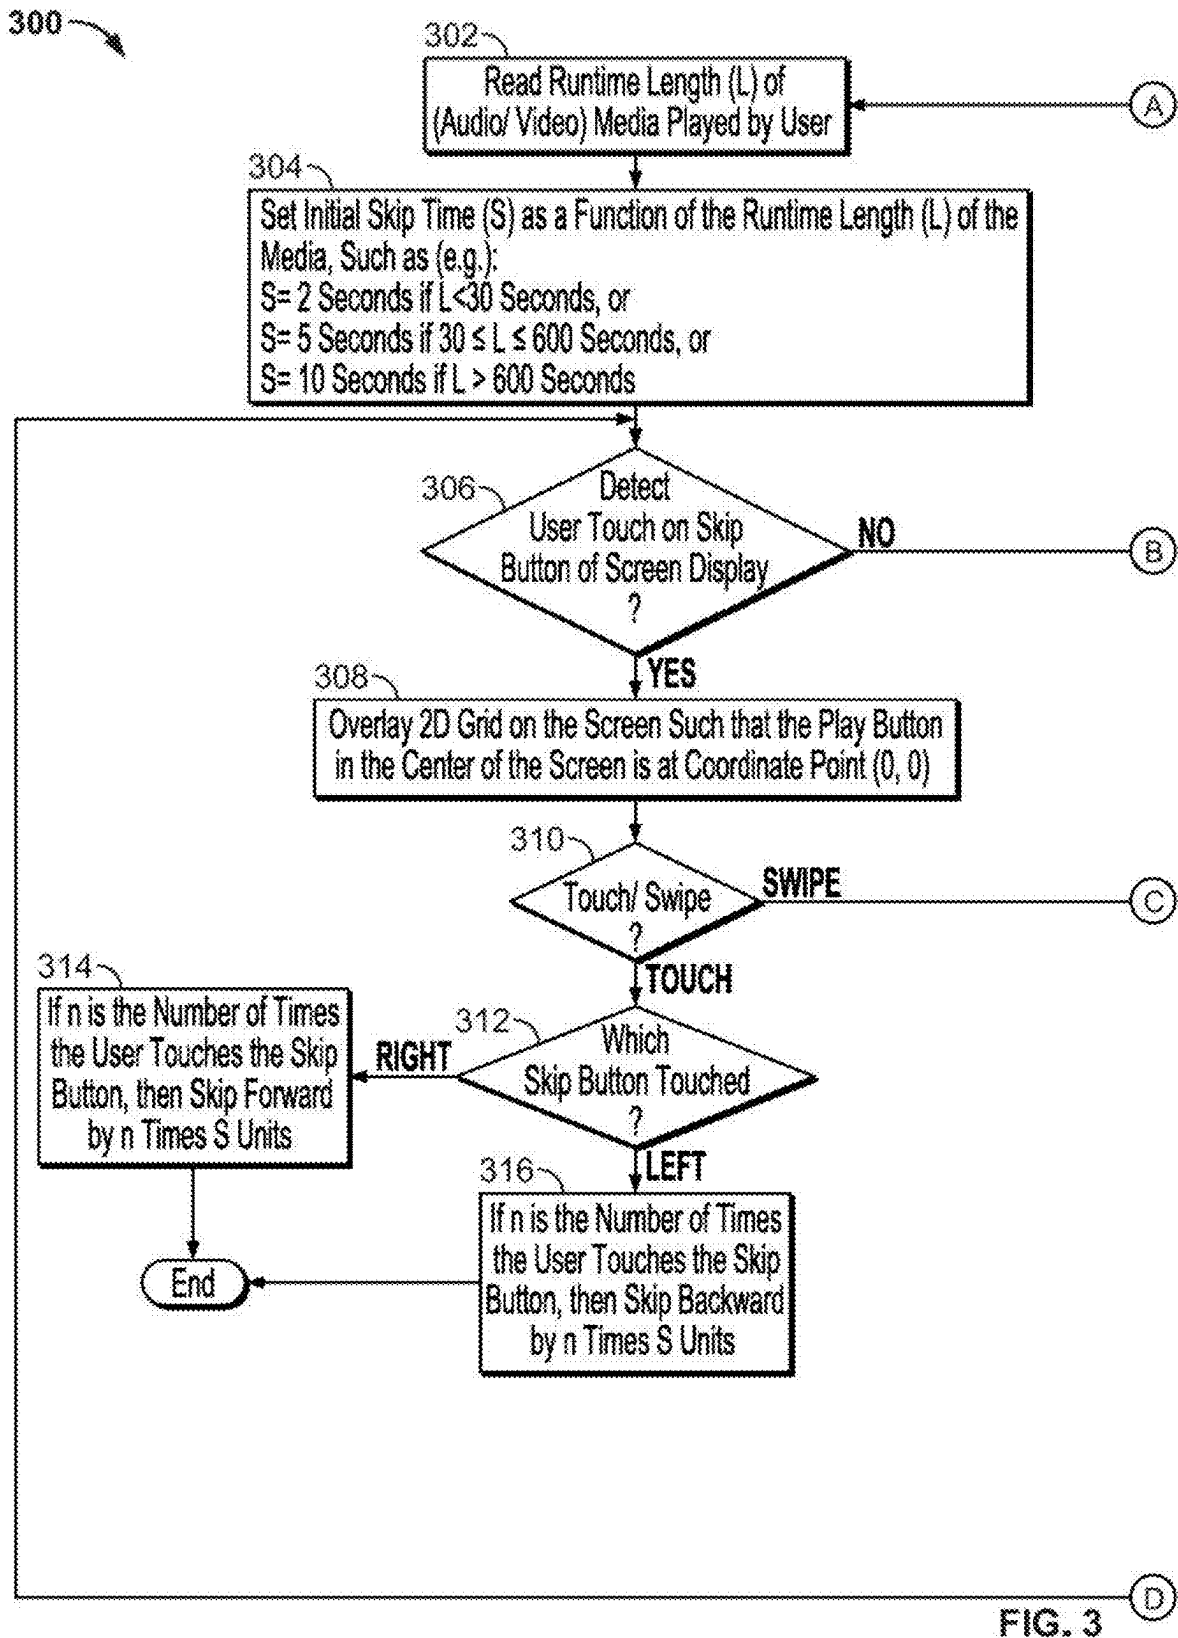 300
302
Read Runtime Length (L) of
(Audio/ Video) Media Played by User
A
304
Set Initial Skip Time (S) as a Function of the Runtime Length (L) of the
Media, Such as (e.g.):
S= 2 Seconds if L<30 Seconds, or
S= 5 Seconds if 30 ≤ L ≤ 600 Seconds, or
S= 10 Seconds if L > 600 Seconds
306
Detect
User Touch on Skip
Button of Screen Display
?
NO
B
YES
308
Overlay 2D Grid on the Screen Such that the Play Button
in the Center of the Screen is at Coordinate Point (0, 0)
310
Touch/ Swipe
?
SWIPE
C
TOUCH
312
Which
Skip Button Touched
?
RIGHT
314
If n is the Number of Times
the User Touches the Skip
Button, then Skip Forward
by n Times S Units
LEFT
316
If n is the Number of Times
the User Touches the Skip
Button, then Skip Backward
by n Times S Units
End
D
FIG. 3